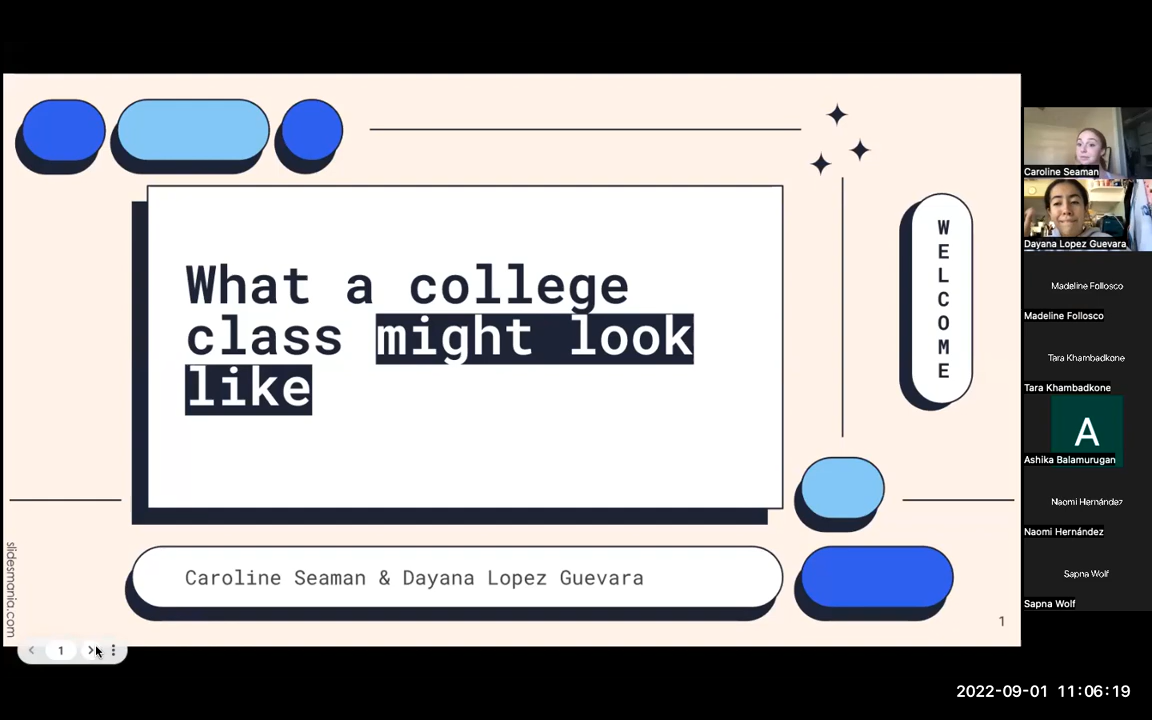 What a college
class might look
like
WELCOME
Caroline Seaman & Dayana Lopez Guevara
slidesmania.com
1
1
Caroline Seaman
Dayana Lopez Guevara
Madeline Follosco
Madeline Follosco
Tara Khambadkone
Tara Khambadkone
A
Ashika Balamurugan
Naomi Hernández
Naomi Hernández
Sapna Wolf
Sapna Wolf
2022-09-01 11:06:19